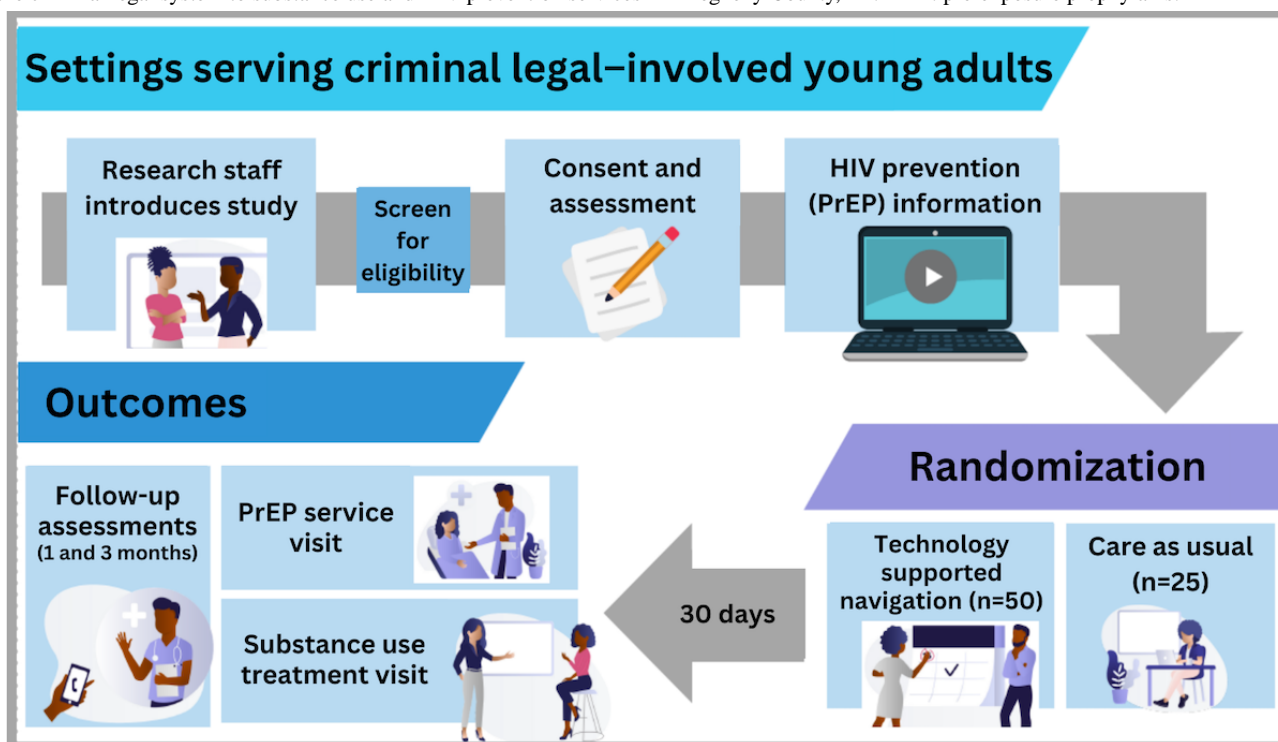 Settings serving criminal legal–involved young adults
Research staff
introduces study
Screen
for
eligibility
Consent and
assessment
HIV prevention
(PrEP) information
Randomization
Technology
supported
navigation (n=50)
Care as usual
(n=25)
30 days
Outcomes
Follow-up
assessments
(1 and 3 months)
PrEP service
visit
Substance use
treatment visit